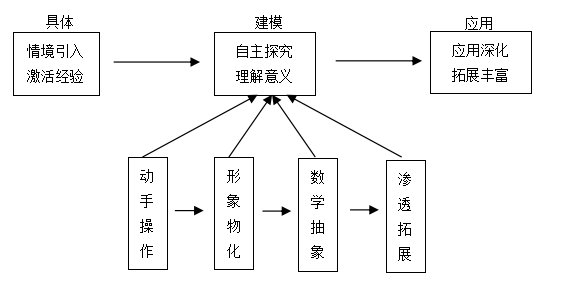 具体
建模
应用
情境引入
激活经验
自主探究
理解意义
应用深化
拓展丰富
动手操作
形象物化
数学抽象
渗透拓展